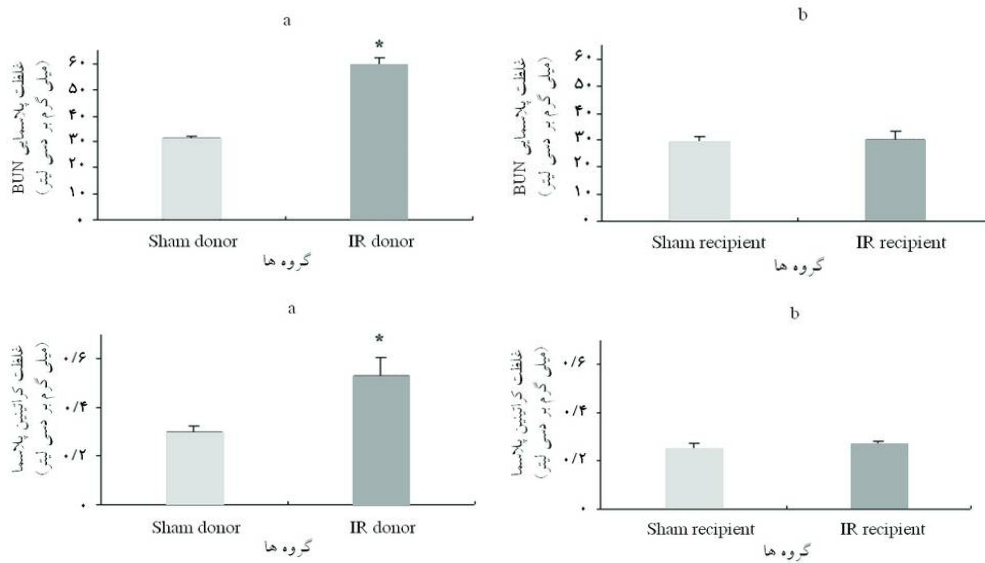 a
غلظت پلاسمایی BUN
(میلی گرم بر دسی لیتر)
۶۰
۵۰
۴۰
۳۰
۲۰
۱۰
۰
*
Sham donor
IR donor
گروه ها
b
غلظت پلاسمایی BUN
(میلی گرم بر دسی لیتر)
۶۰
۵۰
۴۰
۳۰
۲۰
۱۰
۰
Sham recipient
IR recipient
گروه ها
a
غلظت کراتینین پلاسما
(میلی گرم بر دسی لیتر)
۰/۶
۰/۴
۰/۲
۰
*
Sham donor
IR donor
گروه ها
b
غلظت کراتینین پلاسما
(میلی گرم بر دسی لیتر)
۰/۶
۰/۴
۰/۲
۰
Sham recipient
IR recipient
گروه ها